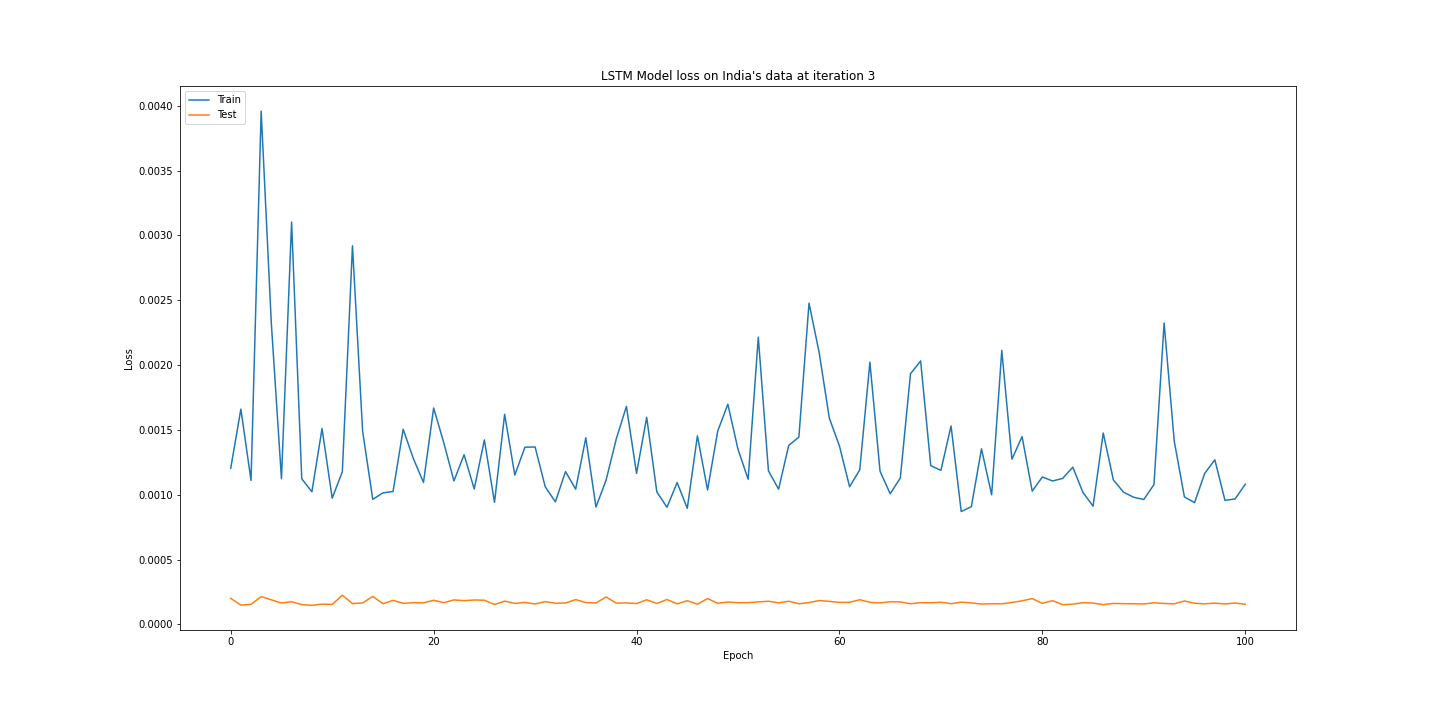 LSTM Model loss on India's data at iteration 3
Train
Test
0.0040
0.0035
0.0030
0.0025
0.0020
0.0015
0.0010
0.0005
0.0000
Loss
0 20 40 60 80 100
Epoch